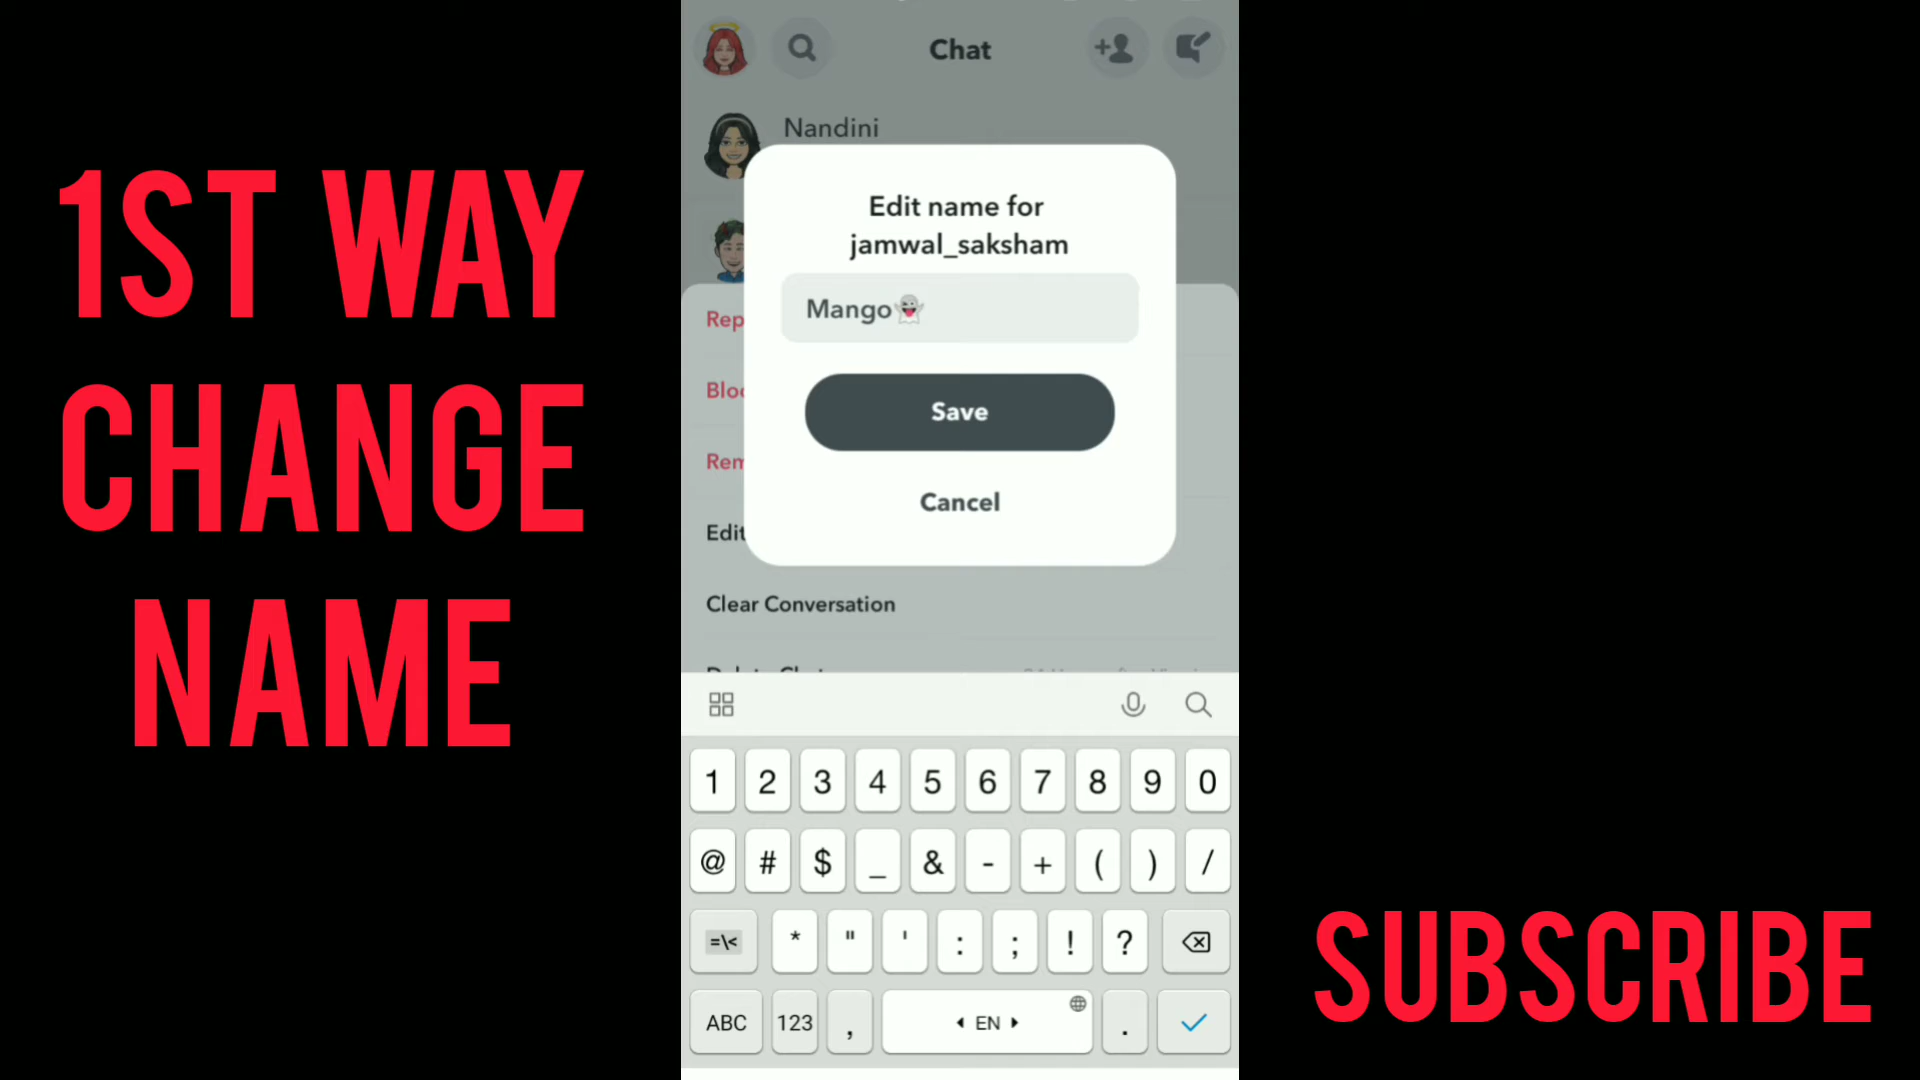 1ST WAY
CHANGE
NAME
Chat
Nandini
Edit name for
jamwal_saksham
Mango👻
Save
Cancel
Rep
Bloc
Rem
Edit
Clear Conversation
1 2 3 4 5 6 7 8 9 0
@ # $ _ & - + ( ) /
=\< * " ' : ; ! ?
ABC 123 , EN .
SUBSCRIBE